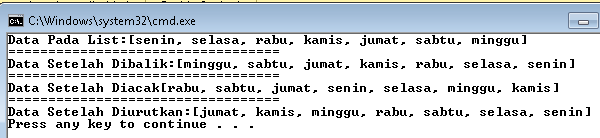 C:\Windows\system32\cmd.exe
Data Pada List:[senin, selasa, rabu, kamis, jumat, sabtu, minggu]
==================================
Data Setelah Dibalik:[minggu, sabtu, jumat, kamis, rabu, selasa, senin]
==================================
Data Setelah Diacak[rabu, sabtu, jumat, senin, selasa, minggu, kamis]
==================================
Data Setelah Diurutkan:[jumat, kamis, minggu, rabu, sabtu, selasa, senin]
Press any key to continue . . .